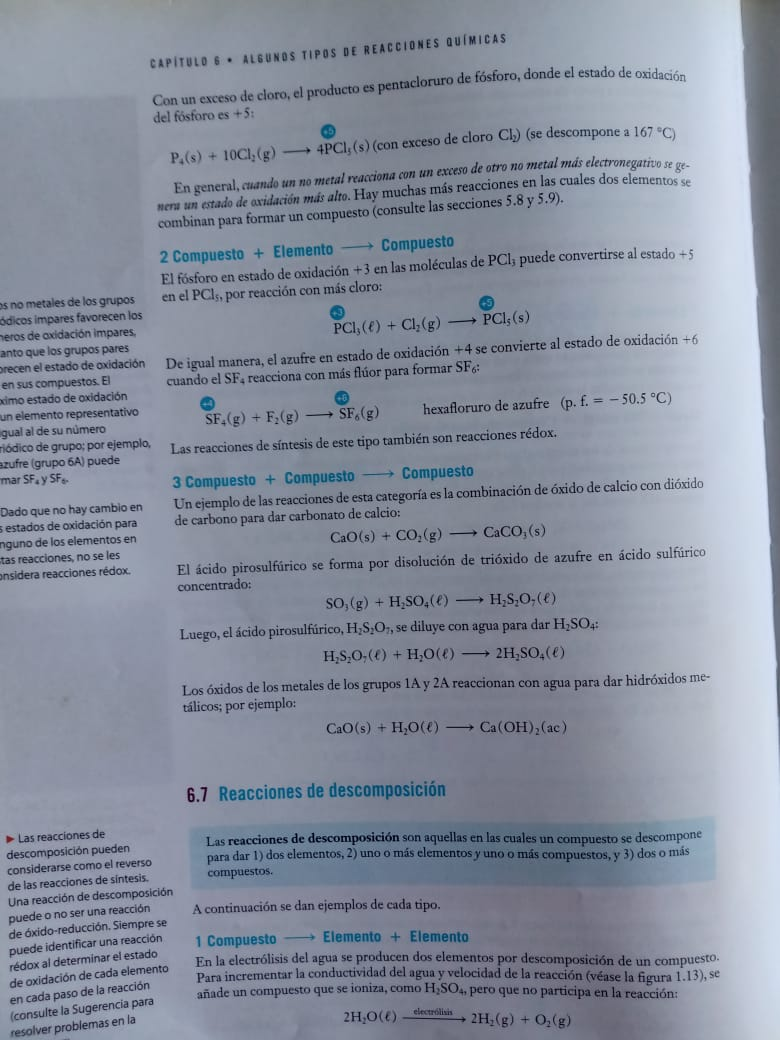 CAPÍTULO 6 • ALGUNOS TIPOS DE REACCIONES QUÍMICAS
Con un exceso de cloro, el producto es pentacloruro de fósforo, donde el estado de oxidación
del fósforo es +5:
+5
P₄(s) + 10Cl₂(g) ⟶ 4PCl₅(s) (con exceso de cloro Cl₂) (se descompone a 167 °C)
En general, cuando un no metal reacciona con un exceso de otro no metal más electronegativo se ge-
nera un estado de oxidación más alto. Hay muchas más reacciones en las cuales dos elementos se
combinan para formar un compuesto (consulte las secciones 5.8 y 5.9).
2 Compuesto + Elemento ⟶ Compuesto
El fósforo en estado de oxidación +3 en las moléculas de PCl₃ puede convertirse al estado +5
en el PCl₅, por reacción con más cloro:
+3 +5
PCl₃(ℓ) + Cl₂(g) ⟶ PCl₅(s)
De igual manera, el azufre en estado de oxidación +4 se convierte al estado de oxidación +6
cuando el SF₄ reacciona con más flúor para formar SF₆:
+4 +6
SF₄(g) + F₂(g) ⟶ SF₆(g) hexafloruro de azufre (p. f. = −50.5 °C)
Las reacciones de síntesis de este tipo también son reacciones rédox.
os no metales de los grupos
ódicos impares favorecen los
neros de oxidación impares,
anto que los grupos pares
orecen el estado de oxidación
en sus compuestos. El
ximo estado de oxidación
un elemento representativo
igual al de su número
riódico de grupo; por ejemplo,
azufre (grupo 6A) puede
mar SF₄ y SF₆.
3 Compuesto + Compuesto ⟶ Compuesto
Un ejemplo de las reacciones de esta categoría es la combinación de óxido de calcio con dióxido
de carbono para dar carbonato de calcio:
CaO(s) + CO₂(g) ⟶ CaCO₃(s)
Dado que no hay cambio en
s estados de oxidación para
nguno de los elementos en
tas reacciones, no se les
onsidera reacciones rédox.
El ácido pirosulfúrico se forma por disolución de trióxido de azufre en ácido sulfúrico
concentrado:
SO₃(g) + H₂SO₄(ℓ) ⟶ H₂S₂O₇(ℓ)
Luego, el ácido pirosulfúrico, H₂S₂O₇, se diluye con agua para dar H₂SO₄:
H₂S₂O₇(ℓ) + H₂O(ℓ) ⟶ 2H₂SO₄(ℓ)
Los óxidos de los metales de los grupos 1A y 2A reaccionan con agua para dar hidróxidos me-
tálicos; por ejemplo:
CaO(s) + H₂O(ℓ) ⟶ Ca(OH)₂(ac)
6.7 Reacciones de descomposición
Las reacciones de descomposición son aquellas en las cuales un compuesto se descompone
para dar 1) dos elementos, 2) uno o más elementos y uno o más compuestos, y 3) dos o más
compuestos.
▶ Las reacciones de
descomposición pueden
considerarse como el reverso
de las reacciones de síntesis.
Una reacción de descomposición
puede o no ser una reacción
de óxido-reducción. Siempre se
puede identificar una reacción
rédox al determinar el estado
de oxidación de cada elemento
en cada paso de la reacción
(consulte la Sugerencia para
resolver problemas en la
A continuación se dan ejemplos de cada tipo.
1 Compuesto ⟶ Elemento + Elemento
En la electrólisis del agua se producen dos elementos por descomposición de un compuesto.
Para incrementar la conductividad del agua y velocidad de la reacción (véase la figura 1.13), se
añade un compuesto que se ioniza, como H₂SO₄, pero que no participa en la reacción:
electrólisis
2H₂O(ℓ) ⟶ 2H₂(g) + O₂(g)